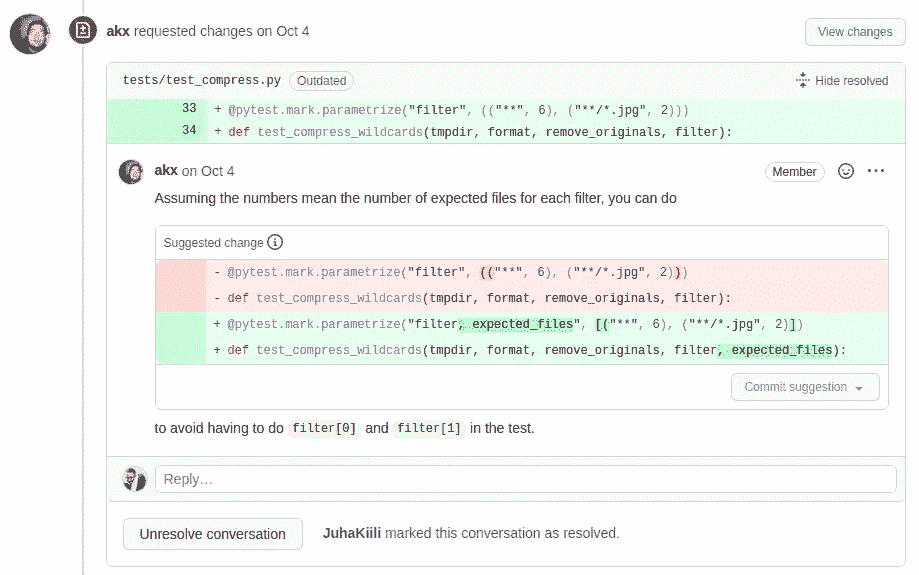 akx requested changes on Oct 4
View changes
tests/test_compress.py Outdated
Hide resolved
33 + @pytest.mark.parametrize("filter", (("**", 6), ("**/*.jpg", 2)))
34 + def test_compress_wildcards(tmpdir, format, remove_originals, filter):
akx on Oct 4
Member
Assuming the numbers mean the number of expected files for each filter, you can do
Suggested change
- @pytest.mark.parametrize("filter", (("**", 6), ("**/*.jpg", 2)))
- def test_compress_wildcards(tmpdir, format, remove_originals, filter):
+ @pytest.mark.parametrize("filter, expected_files", [("**", 6), ("**/*.jpg", 2)])
+ def test_compress_wildcards(tmpdir, format, remove_originals, filter, expected_files):
Commit suggestion
to avoid having to do filter[0] and filter[1] in the test.
Reply…
Unresolve conversation
JuhaKiili marked this conversation as resolved.